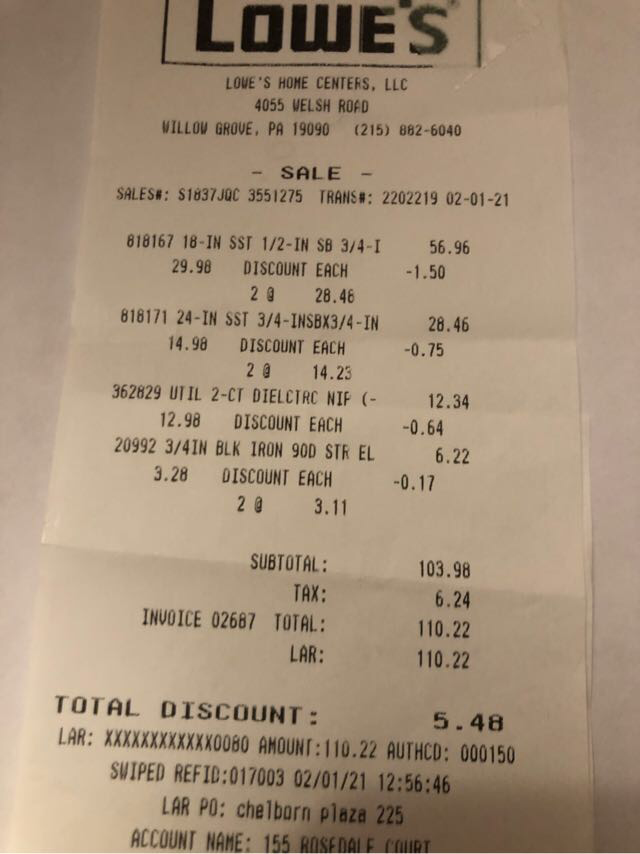 LOWE'S
LOWE'S HOME CENTERS, LLC
4055 WELSH ROAD
WILLOW GROVE, PA 19090 (215) 882-6040
- SALE -
SALES#: S1837JQC 3551275 TRANS#: 2202219 02-01-21
818167 18-IN SST 1/2-IN SB 3/4-I 56.96
29.98 DISCOUNT EACH -1.50
2 @ 28.48
818171 24-IN SST 3/4-INSBX3/4-IN 28.46
14.98 DISCOUNT EACH -0.75
2 @ 14.23
362829 UTIL 2-CT DIELCTRC NIP (- 12.34
12.98 DISCOUNT EACH -0.64
20992 3/4IN BLK IRON 90D STR EL 6.22
3.28 DISCOUNT EACH -0.17
2 @ 3.11
SUBTOTAL: 103.98
TAX: 6.24
INVOICE 02687 TOTAL: 110.22
LAR: 110.22
TOTAL DISCOUNT: 5.48
LAR: XXXXXXXXXXXX0080 AMOUNT:110.22 AUTHCD: 000150
SWIPED REFID:017003 02/01/21 12:56:46
LAR PO: chelborn plaza 225
ACCOUNT NAME: 155 ROSEDALE COURT